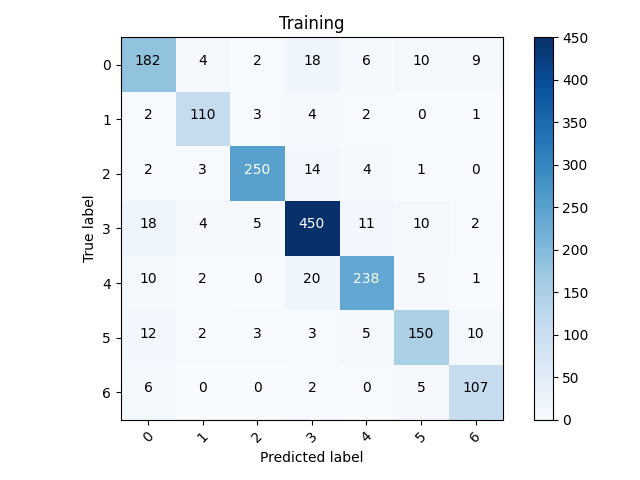 Training
0 182 4 2 18 6 10 9
1 2 110 3 4 2 0 1
2 2 3 250 14 4 1 0
3 18 4 5 450 11 10 2
4 10 2 0 20 238 5 1
5 12 2 3 3 5 150 10
6 6 0 0 2 0 5 107
0 1 2 3 4 5 6
Predicted label
True label
450
400
350
300
250
200
150
100
50
0